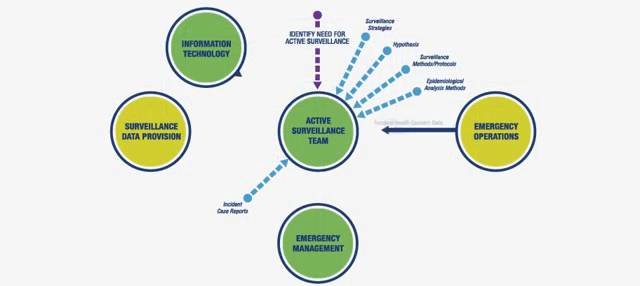 INFORMATION
TECHNOLOGY
IDENTIFY NEED FOR
ACTIVE SURVEILLANCE
Surveillance
Strategies
Hypothesis
Surveillance
Methods/Protocols
Epidemiological
Analysis Methods
SURVEILLANCE
DATA PROVISION
ACTIVE
SURVEILLANCE
TEAM
Health System Data
EMERGENCY
OPERATIONS
Incident
Case Reports
EMERGENCY
MANAGEMENT